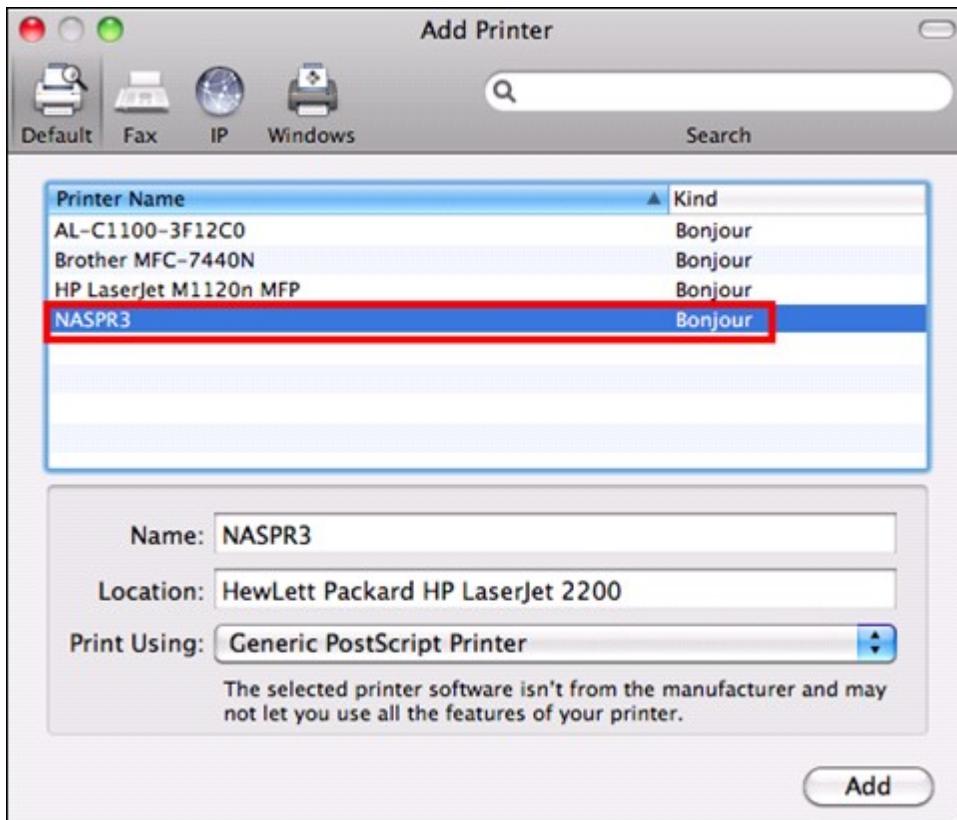 Add Printer
Default Fax IP Windows Search
Printer Name Kind
AL-C1100-3F12C0 Bonjour
Brother MFC-7440N Bonjour
HP LaserJet M1120n MFP Bonjour
NASPR3 Bonjour
Name: NASPR3
Location: HewLett Packard HP LaserJet 2200
Print Using: Generic PostScript Printer
The selected printer software isn't from the manufacturer and may
not let you use all the features of your printer.
Add